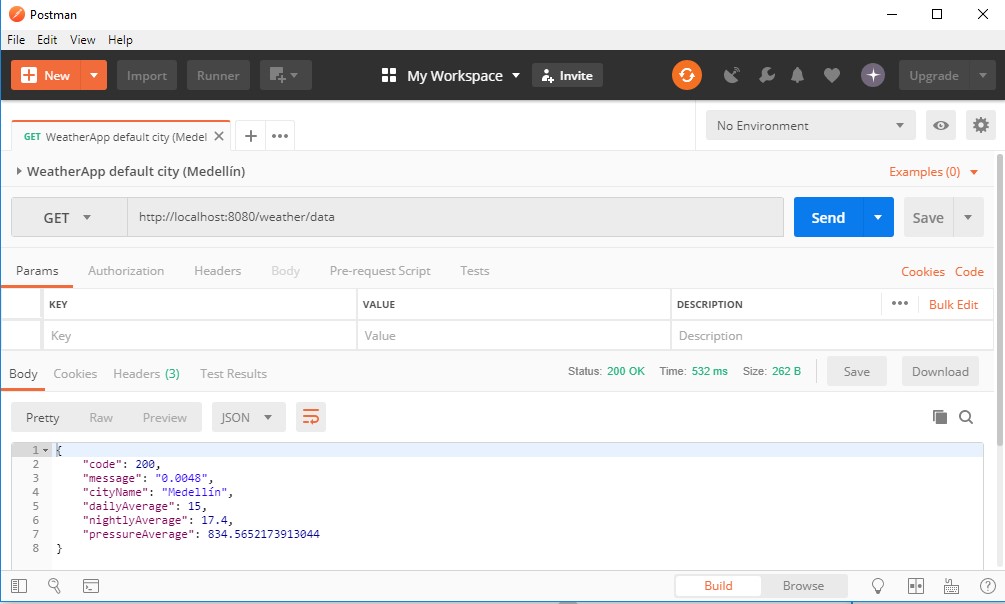 Postman
File Edit View Help
New Import Runner My Workspace Invite Upgrade
GET WeatherApp default city (Medel
No Environment
WeatherApp default city (Medellín) Examples (0)
GET http://localhost:8080/weather/data Send Save
Params Authorization Headers Body Pre-request Script Tests Cookies Code
KEY VALUE DESCRIPTION Bulk Edit
Key Value Description
Body Cookies Headers (3) Test Results Status: 200 OK Time: 532 ms Size: 262 B Save Download
Pretty Raw Preview JSON
1 {
2 "code": 200,
3 "message": "0.0048",
4 "cityName": "Medellín",
5 "dailyAverage": 15,
6 "nightlyAverage": 17.4,
7 "pressureAverage": 834.5652173913044
8 }
Build Browse